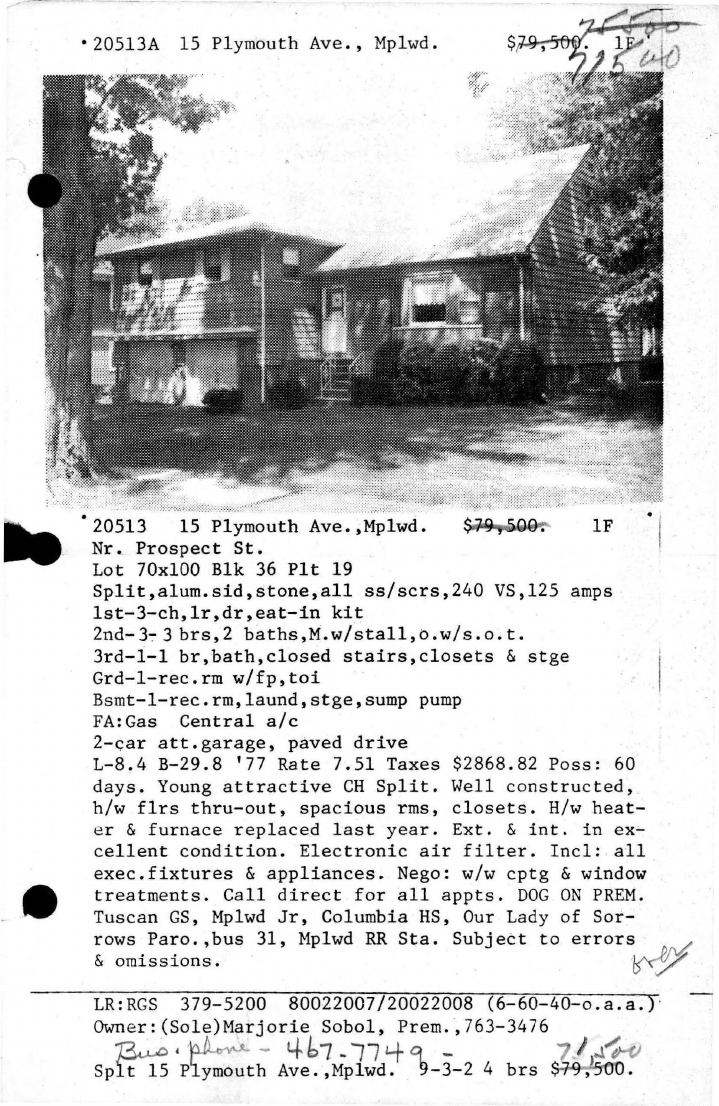 75500
20513A 15 Plymouth Ave., Mplwd. $79,500. 1F
71500
20513 15 Plymouth Ave.,Mplwd. $79,500. 1F
Nr. Prospect St.
Lot 70x100 Blk 36 Plt 19
Split,alum.sid,stone,all ss/scrs,240 VS,125 amps
1st-3-ch,lr,dr,eat-in kit
2nd-3-3 brs,2 baths,M.w/stall,o.w/s.o.t.
3rd-1-1 br,bath,closed stairs,closets & stge
Grd-1-rec.rm w/fp,toi
Bsmt-1-rec.rm,laund,stge,sump pump
FA:Gas Central a/c
2-car att.garage, paved drive
L-8.4 B-29.8 '77 Rate 7.51 Taxes $2868.82 Poss: 60
days. Young attractive CH Split. Well constructed,
h/w flrs thru-out, spacious rms, closets. H/w heat-
er & furnace replaced last year. Ext. & int. in ex-
cellent condition. Electronic air filter. Incl: all
exec.fixtures & appliances. Nego: w/w cptg & window
treatments. Call direct for all appts. DOG ON PREM.
Tuscan GS, Mplwd Jr, Columbia HS, Our Lady of Sor-
rows Paro.,bus 31, Mplwd RR Sta. Subject to errors
& omissions.
LR:RGS 379-5200 80022007/20022008 (6-60-40-o.a.a.)
Owner:(Sole)Marjorie Sobol, Prem.,763-3476
Bus. phone - 467-7749 - 71,500
Splt 15 Plymouth Ave.,Mplwd. 9-3-2 4 brs $79,500.